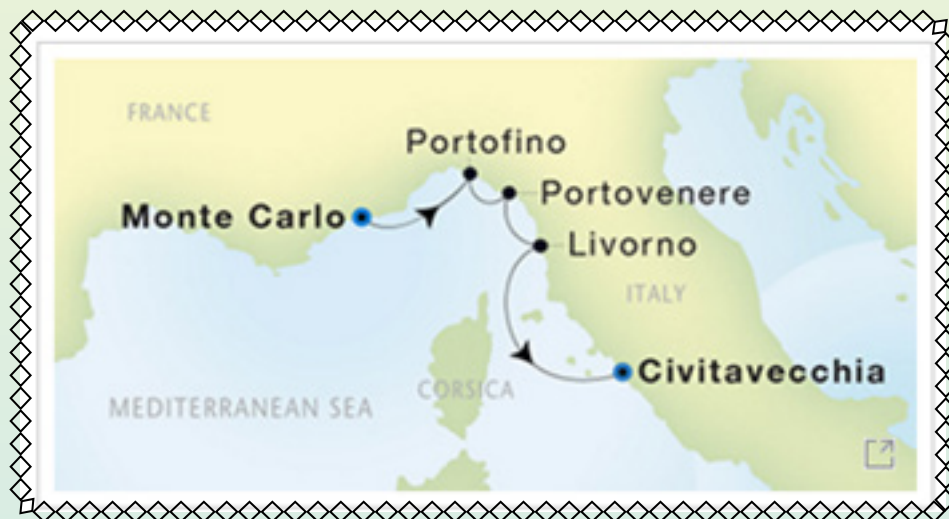 FRANCE
Portofino
Portovenere
Monte Carlo
Livorno
ITALY
Civitavecchia
CORSICA
MEDITERRANEAN SEA